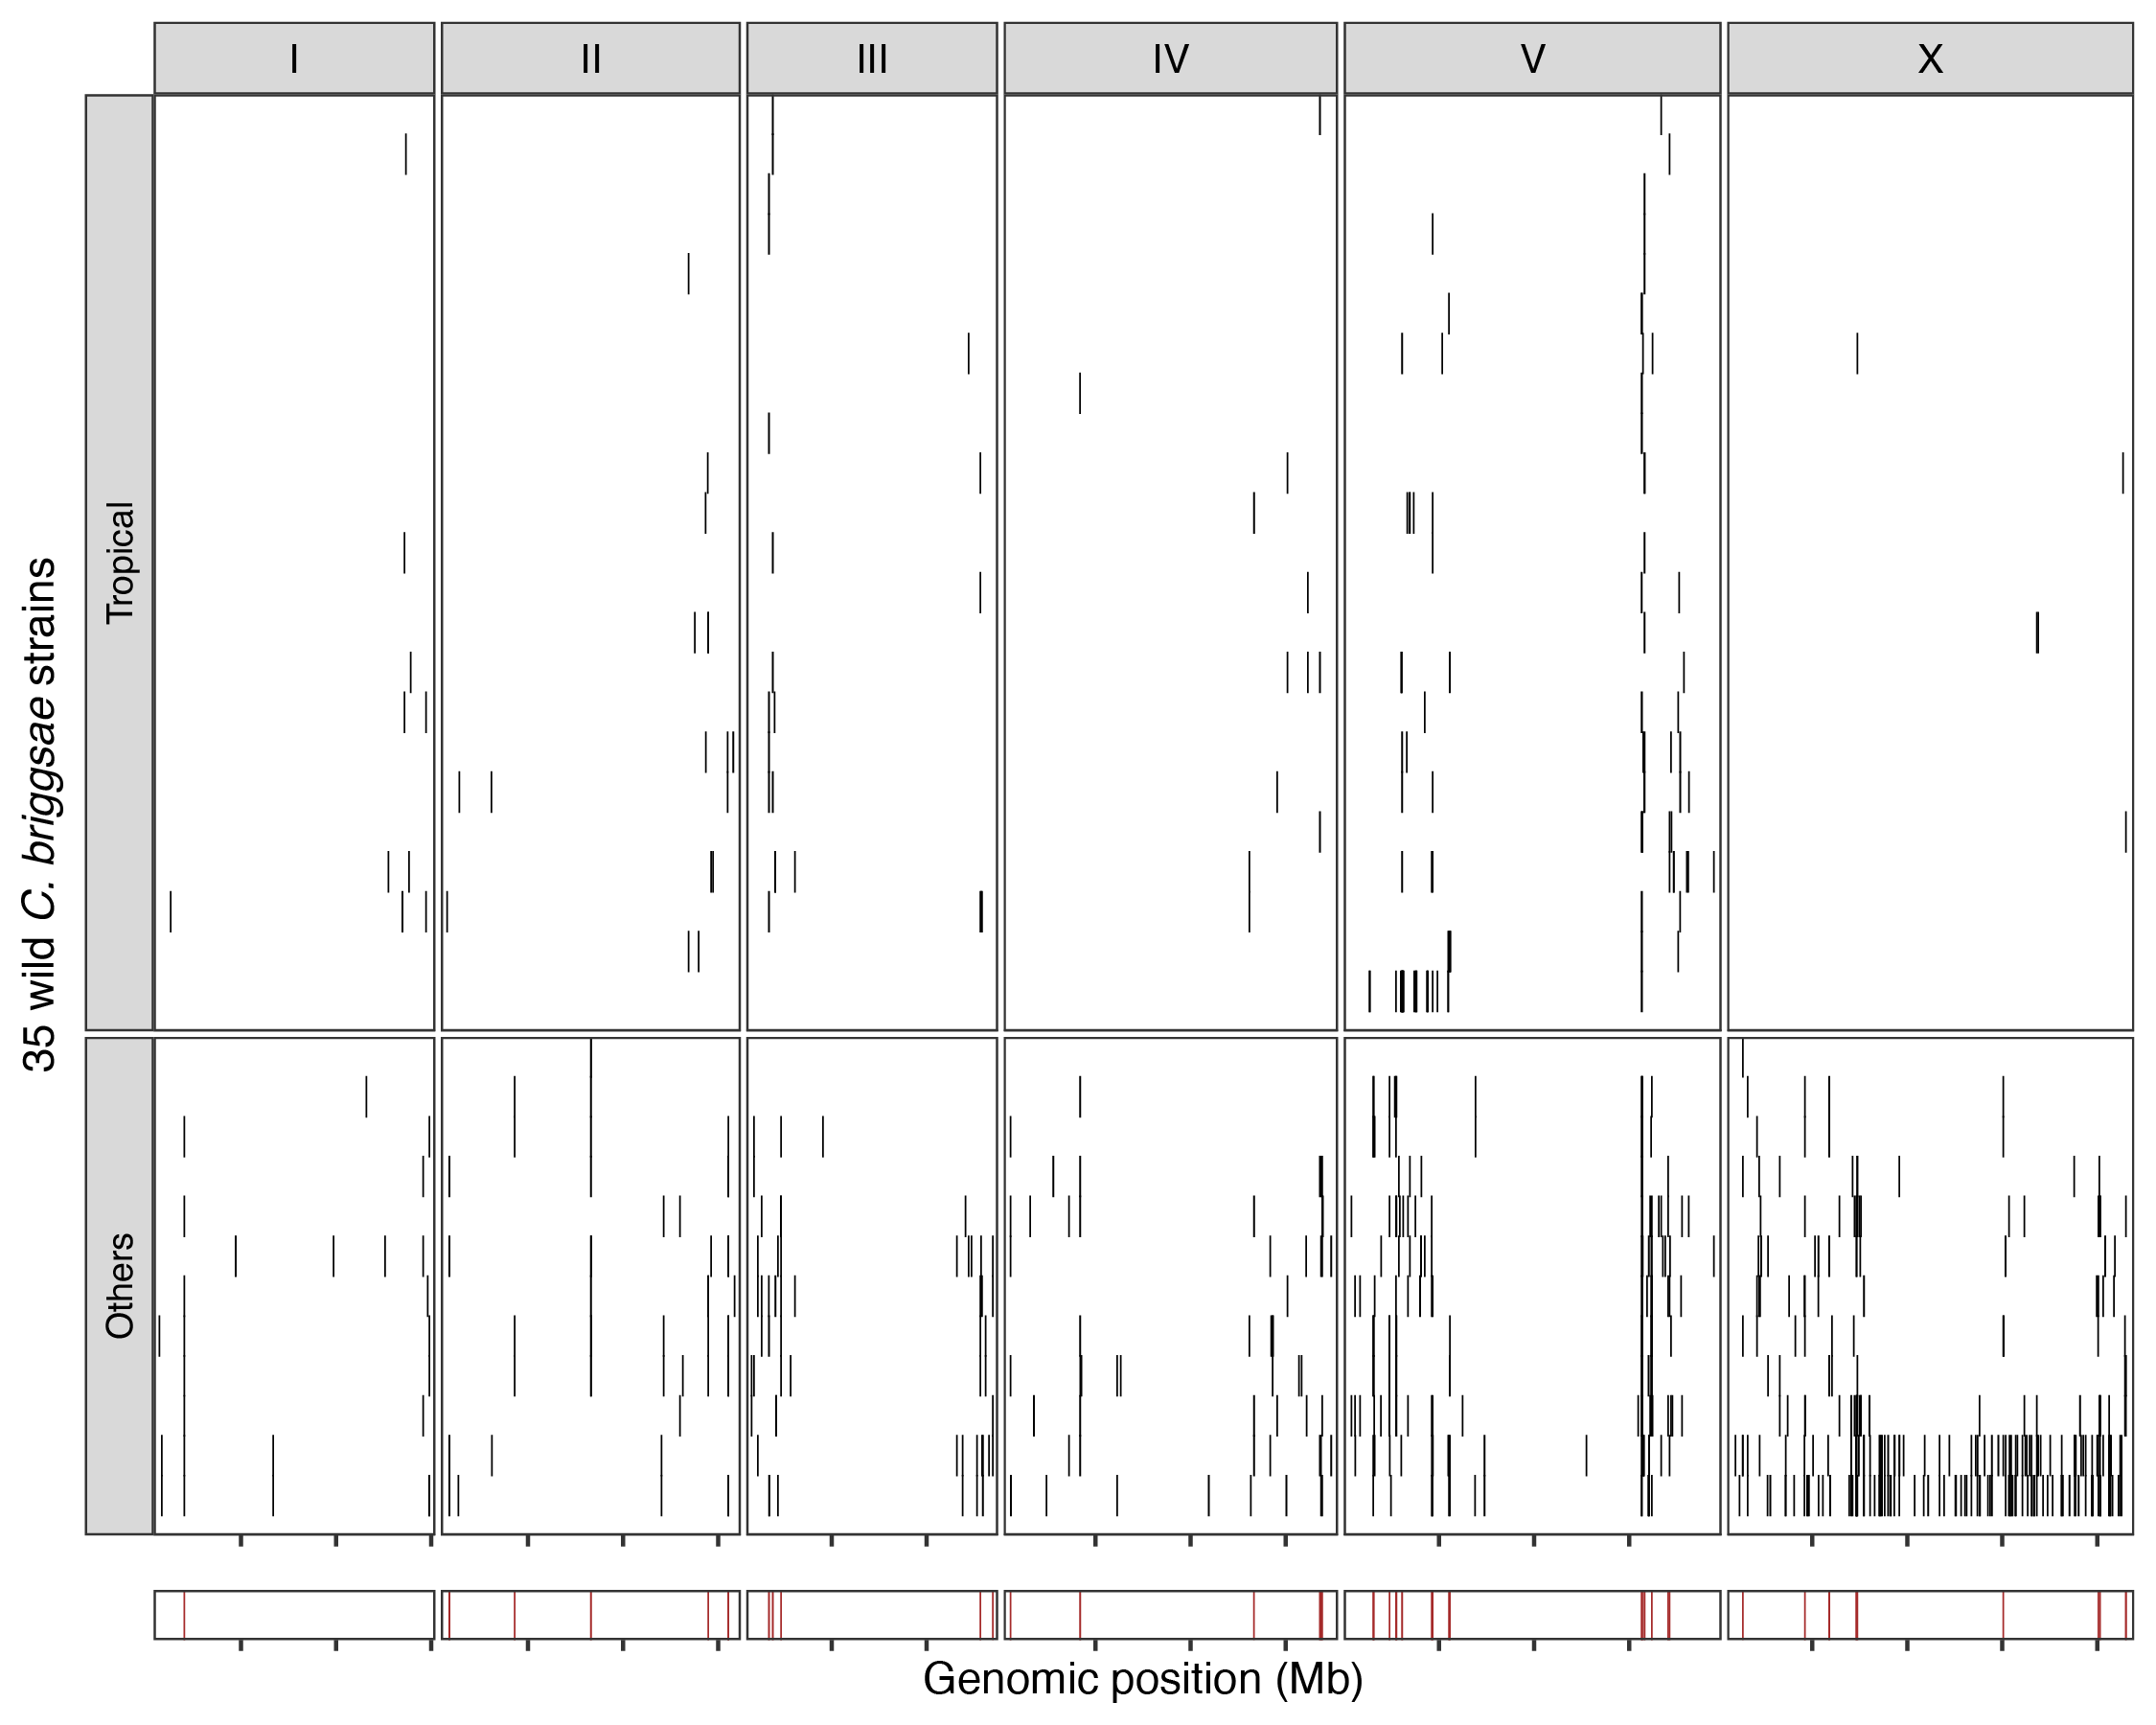 I II III IV V X
Tropical
Others
35 wild C. briggsae strains
Genomic position (Mb)